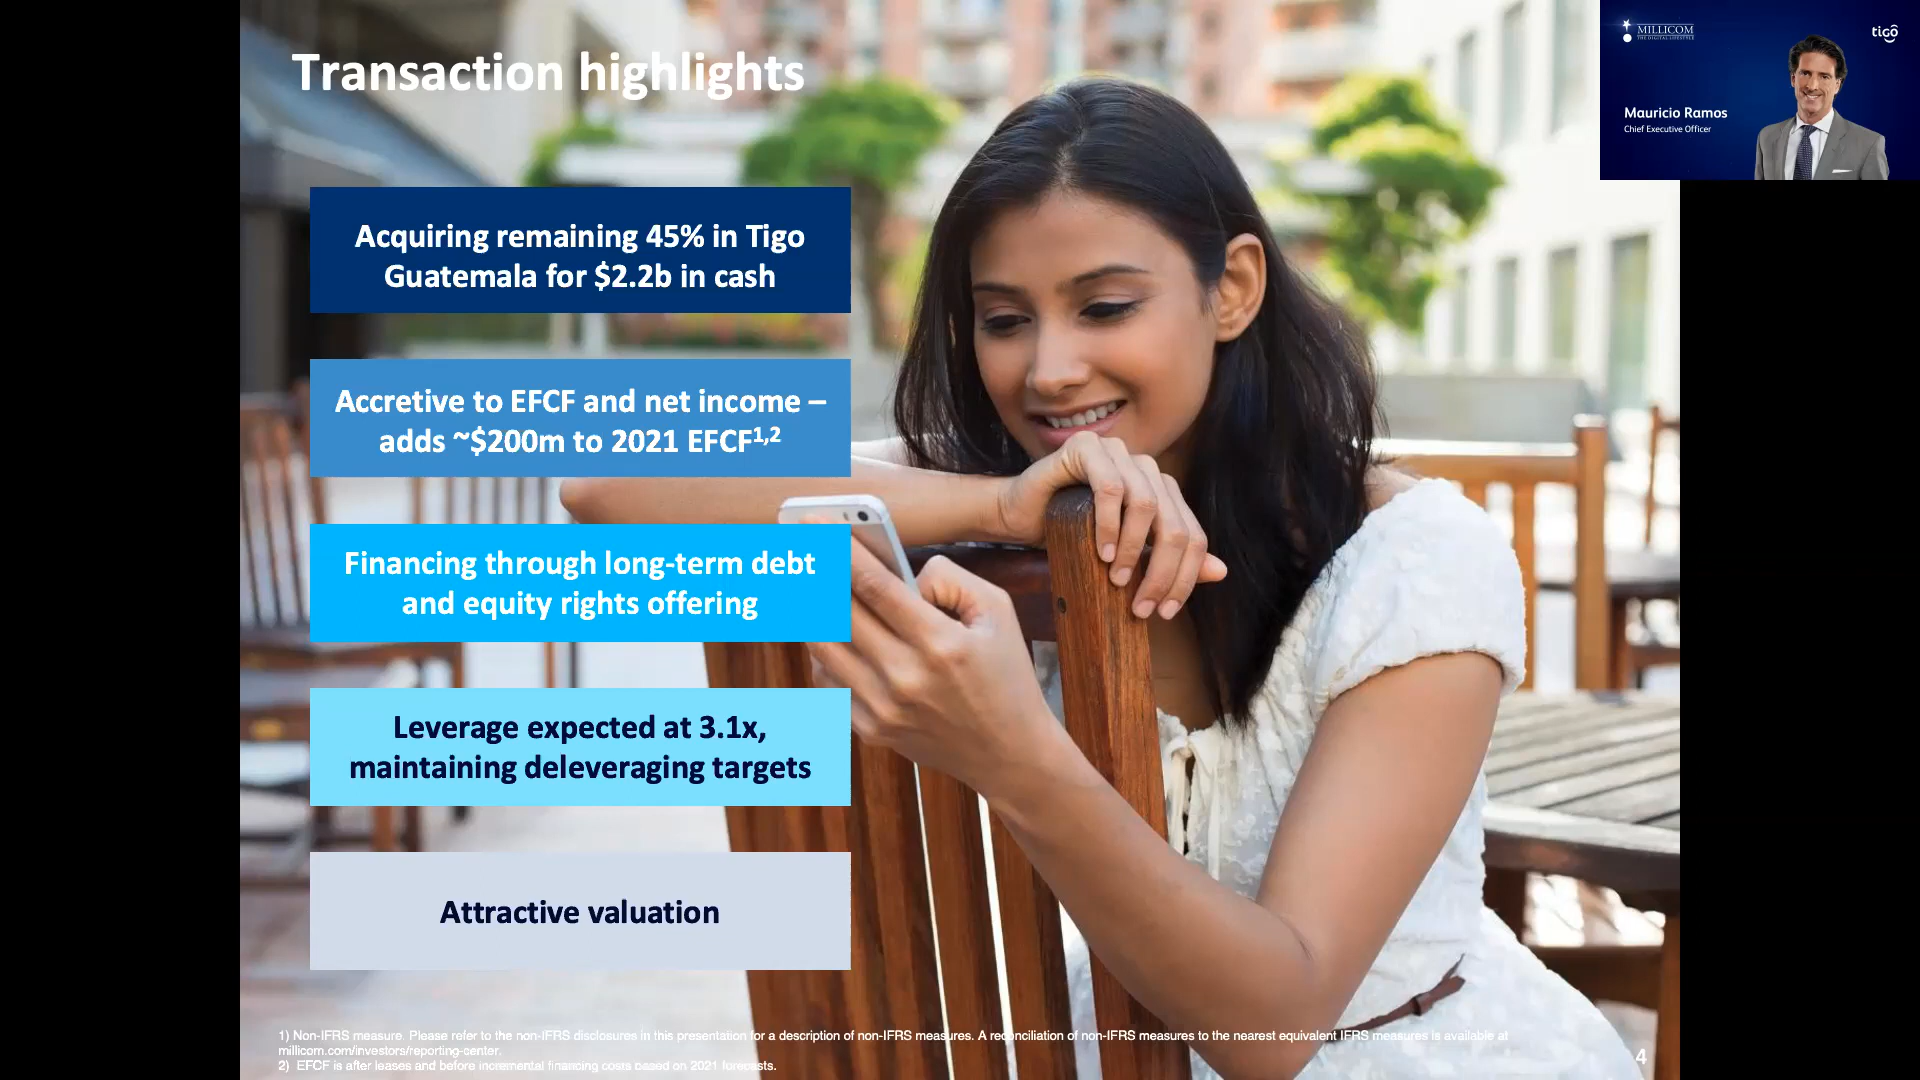 Transaction highlights
MILLICOM
THE DIGITAL LIFESTYLE
tigo
Mauricio Ramos
Chief Executive Officer
Acquiring remaining 45% in Tigo
Guatemala for $2.2b in cash
Accretive to EFCF and net income –
adds ~$200m to 2021 EFCF1,2
Financing through long-term debt
and equity rights offering
Leverage expected at 3.1x,
maintaining deleveraging targets
Attractive valuation
1) Non-IFRS measure. Please refer to the non-IFRS disclosures in this presentation for a description of non-IFRS measures. A reconciliation of non-IFRS measures to the nearest equivalent IFRS measures is available at
millicom.com/investors/reporting-center.
2) EFCF is after leases and before incremental financing costs based on 2021 forecasts.
4